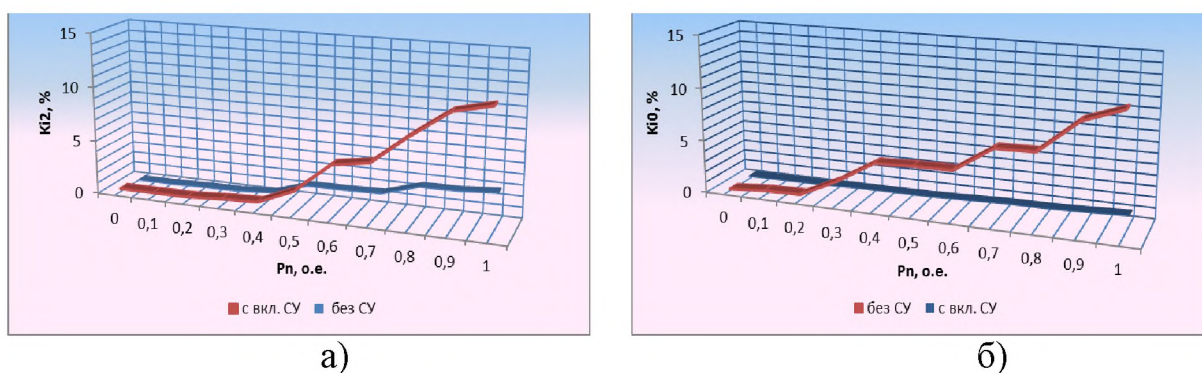 15
10
5
0
Ki2, %
0 0,1 0,2 0,3 0,4 0,5 0,6 0,7 0,8 0,9 1
Pn, о.е.
с вкл. СУ без СУ
а)
15
10
5
0
Ki0, %
0 0,1 0,2 0,3 0,4 0,5 0,6 0,7 0,8 0,9 1
Pn, о.е.
без СУ с вкл. СУ
б)